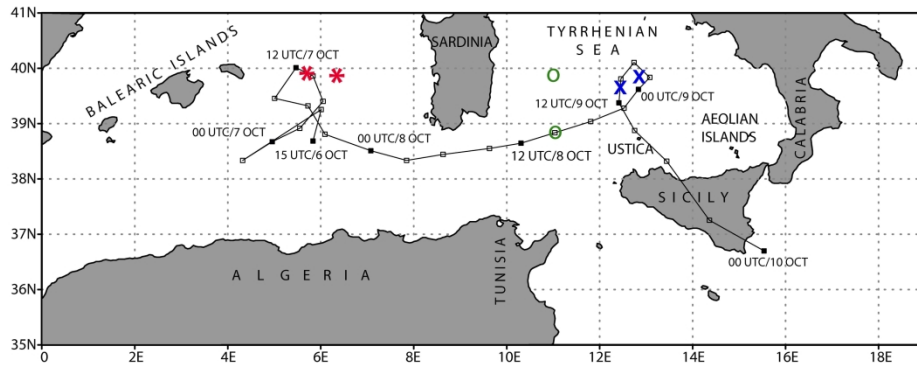 41N
40N
39N
38N
37N
36N
35N
0
2E
4E
6E
8E
10E
12E
14E
16E
18E
BALEARIC ISLANDS
12 UTC/7 OCT
SARDINIA
TYRRHENIAN
SEA
00 UTC/7 OCT
15 UTC/6 OCT
00 UTC/8 OCT
12 UTC/8 OCT
12 UTC/9 OCT
00 UTC/9 OCT
USTICA
AEOLIAN
ISLANDS
CALABRIA
SICILY
00 UTC/10 OCT
ALGERIA
TUNISIA
* *
O
O
X X